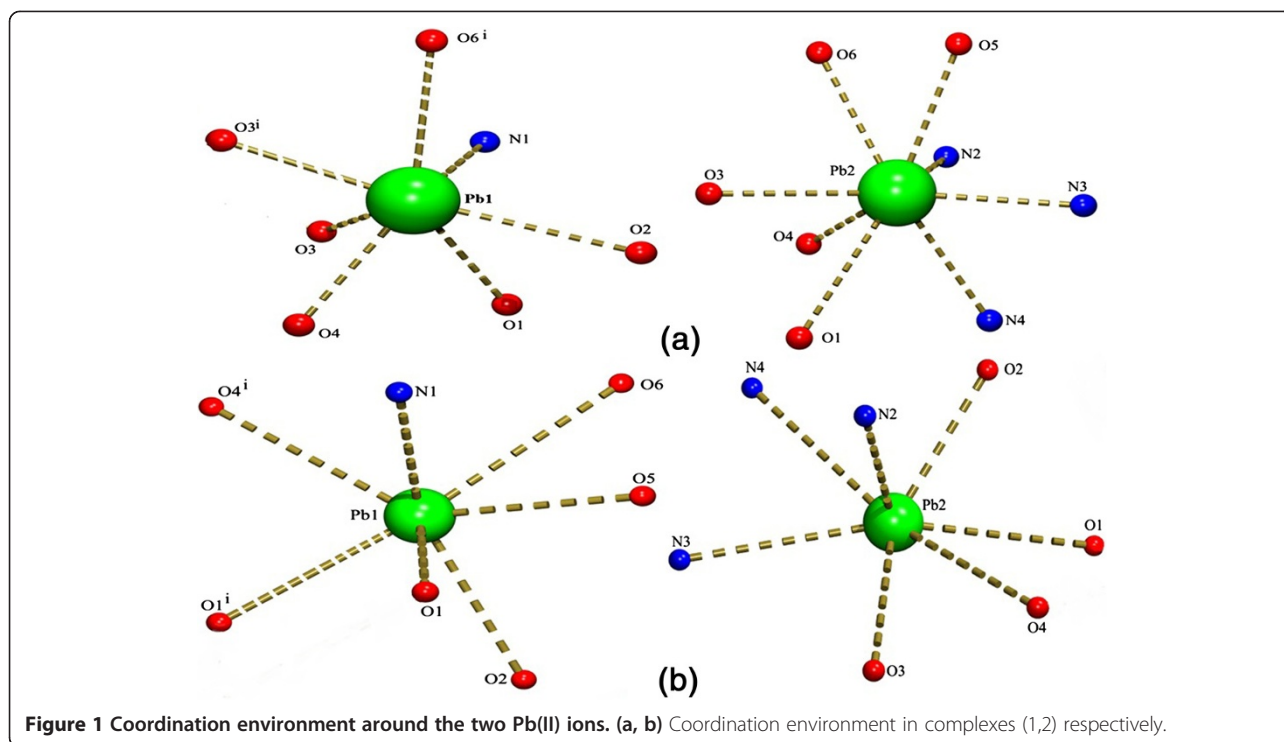 O6 i
O5
O6
O3i
N1
N2
Pb2
O3
Pb1
N3
O3
O2
O4
O1
N4
O4
O1
(a)
N4
O2
O4 i
N1
O6
N2
O5
Pb2
Pb1
O1
N3
O1 i
O1
O4
O2
O3
(b)
Figure 1 Coordination environment around the two Pb(II) ions. (a, b) Coordination environment in complexes (1,2) respectively.